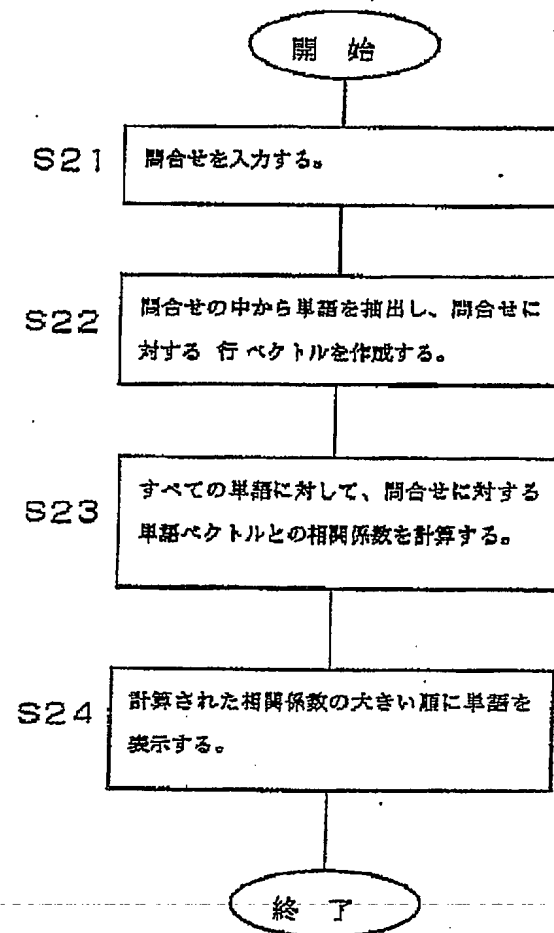 開 始
S21
問合せを入力する。
S22
問合せの中から単語を抽出し、問合せに
対する 行 ベクトルを作成する。
S23
すべての単語に対して、問合せに対する
単語ベクトルとの相関係数を計算する。
S24
計算された相関係数の大きい順に単語を
表示する。
終 了